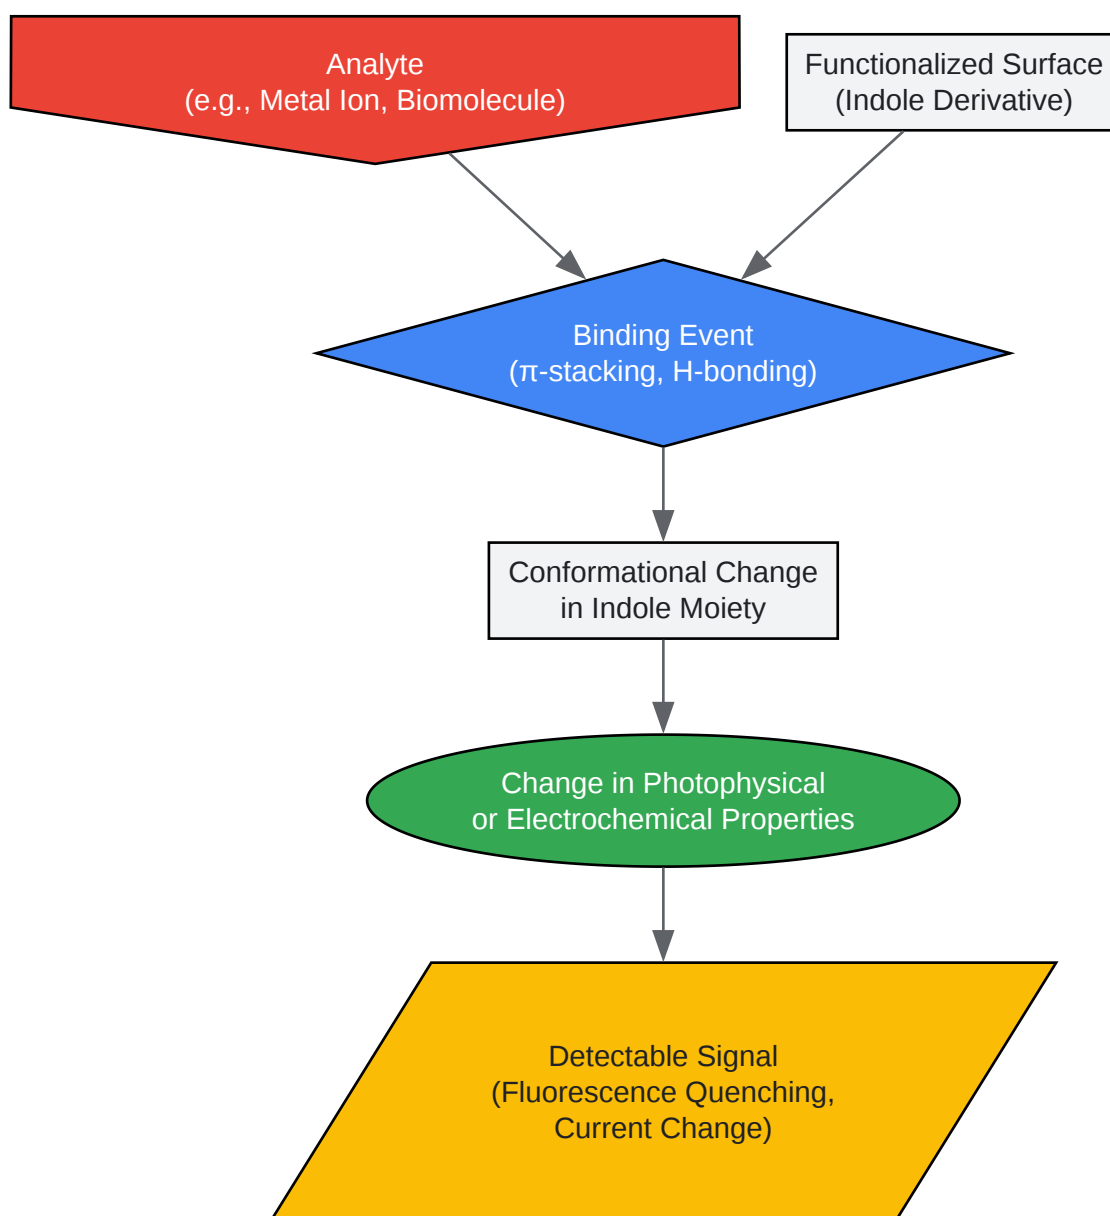 Analyte
(e.g., Metal Ion, Biomolecule)
Functionalized Surface
(Indole Derivative)
Binding Event
(π-stacking, H-bonding)
Conformational Change
in Indole Moiety
Change in Photophysical
or Electrochemical Properties
Detectable Signal
(Fluorescence Quenching,
Current Change)